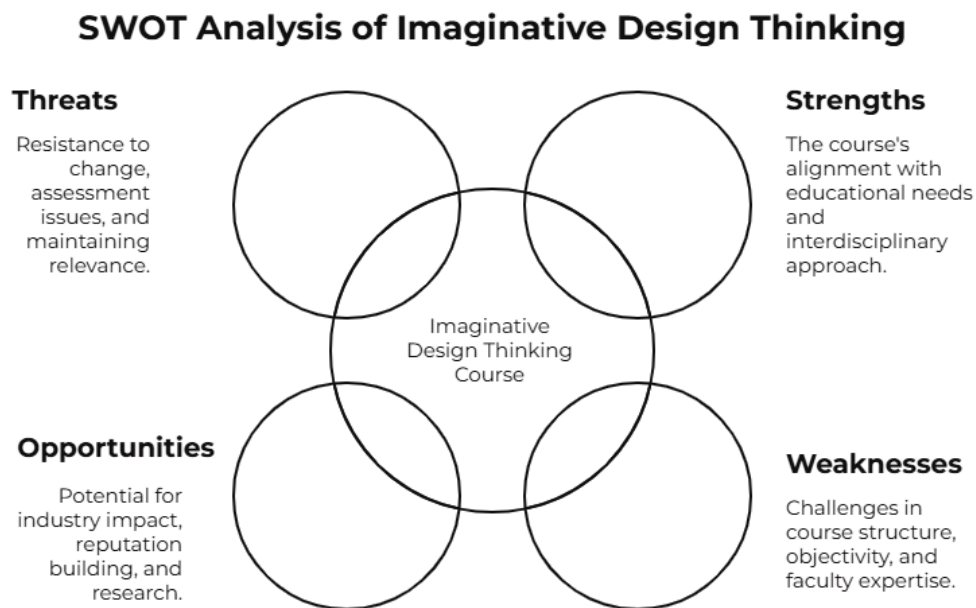 SWOT Analysis of Imaginative Design Thinking
Threats
Resistance to
change,
assessment
issues, and
maintaining
relevance.
Strengths
The course's
alignment with
educational needs
and
interdisciplinary
approach.
Imaginative
Design Thinking
Course
Opportunities
Potential for
industry impact,
reputation
building, and
research.
Weaknesses
Challenges in
course structure,
objectivity, and
faculty expertise.